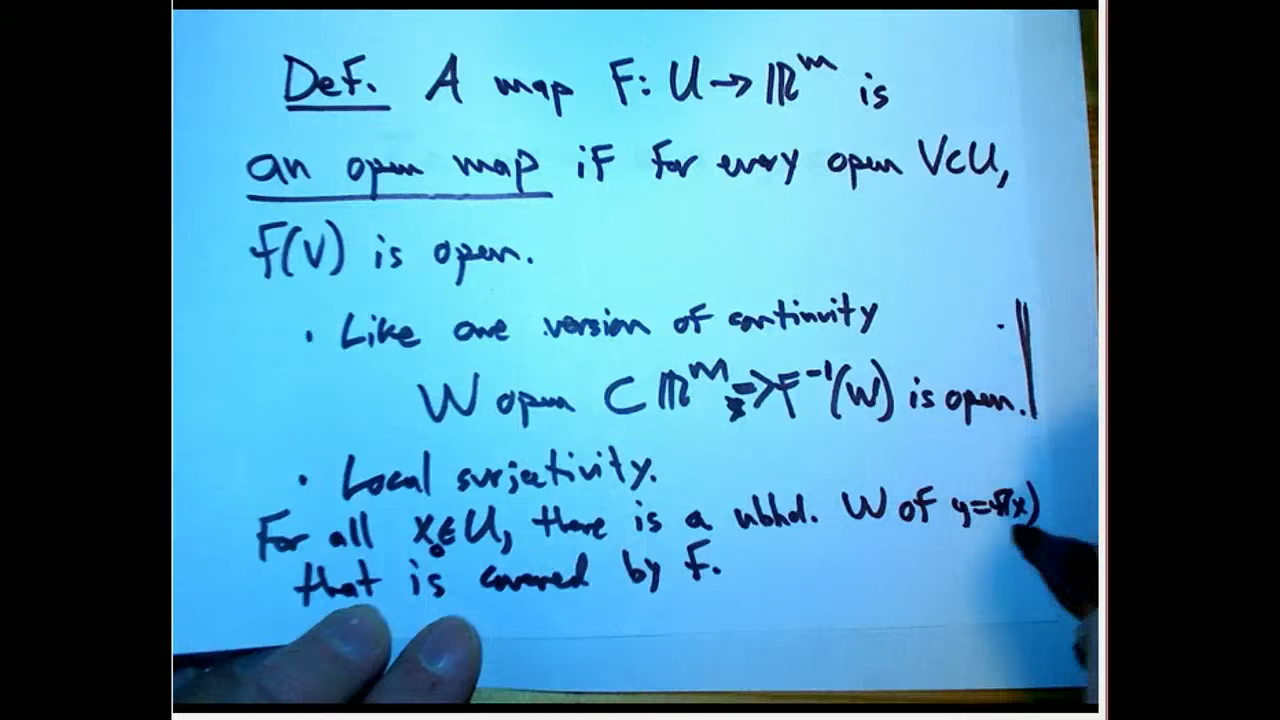 Def. A map F: U → ℝᵐ is
an open map if for every open V⊂U,
F(V) is open.
• Like one version of continuity
W open ⊂ ℝᵐ ⇒ F⁻¹(W) is open.
• Local surjectivity.
For all x₀∈U, there is a nbhd. W of y=F(x)
that is covered by F.